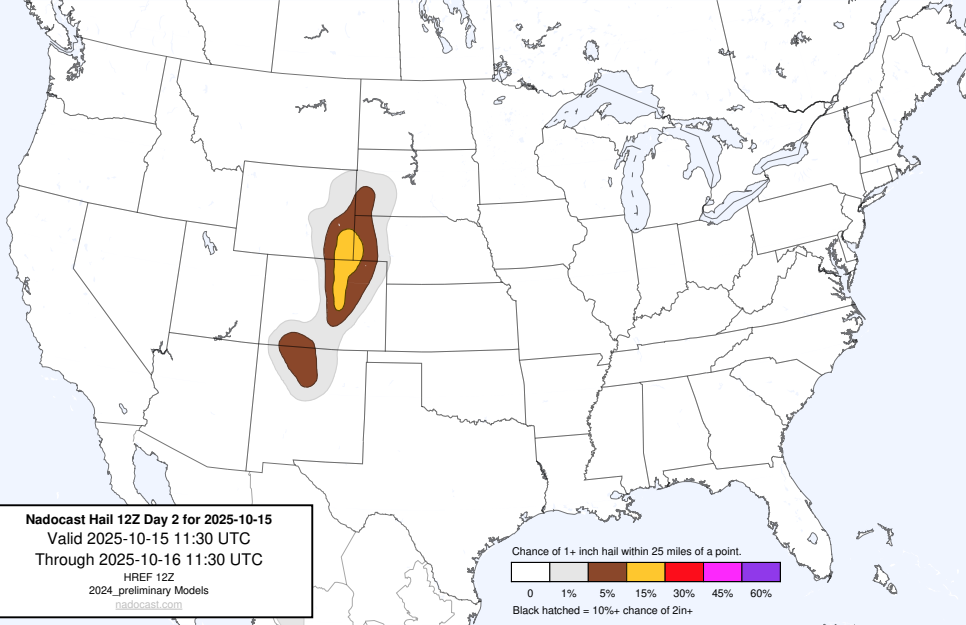 Nadocast Hail 12Z Day 2 for 2025-10-15
Valid 2025-10-15 11:30 UTC
Through 2025-10-16 11:30 UTC
HREF 12Z
2024_preliminary Models
nadocast.com
Chance of 1+ inch hail within 25 miles of a point.
0 1% 5% 15% 30% 45% 60%
Black hatched = 10%+ chance of 2in+